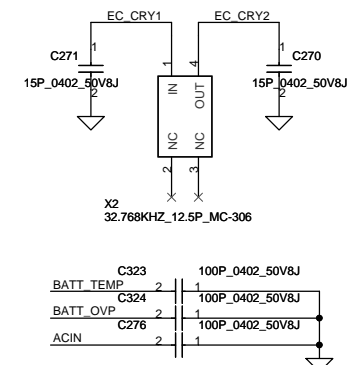 EC_CRY1 EC_CRY2
C271 1 1 C270
15P_0402_50V8J 2 2 15P_0402_50V8J
1 4
IN OUT
NC NC
2 3
X2
32.768KHZ_12.5P_MC-306
C323 100P_0402_50V8J
BATT_TEMP 2 1
C324 100P_0402_50V8J
BATT_OVP 2 1
C276 100P_0402_50V8J
ACIN 2 1